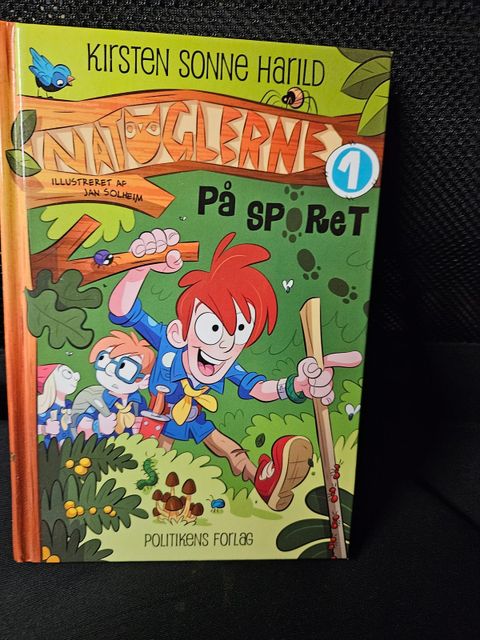 KIRSTEN SONNE HARILD
NATUGLERNE
1
ILLUSTRERET AF
JAN SOLHEIM
PÅ SPORET
POLITIKENS FORLAG